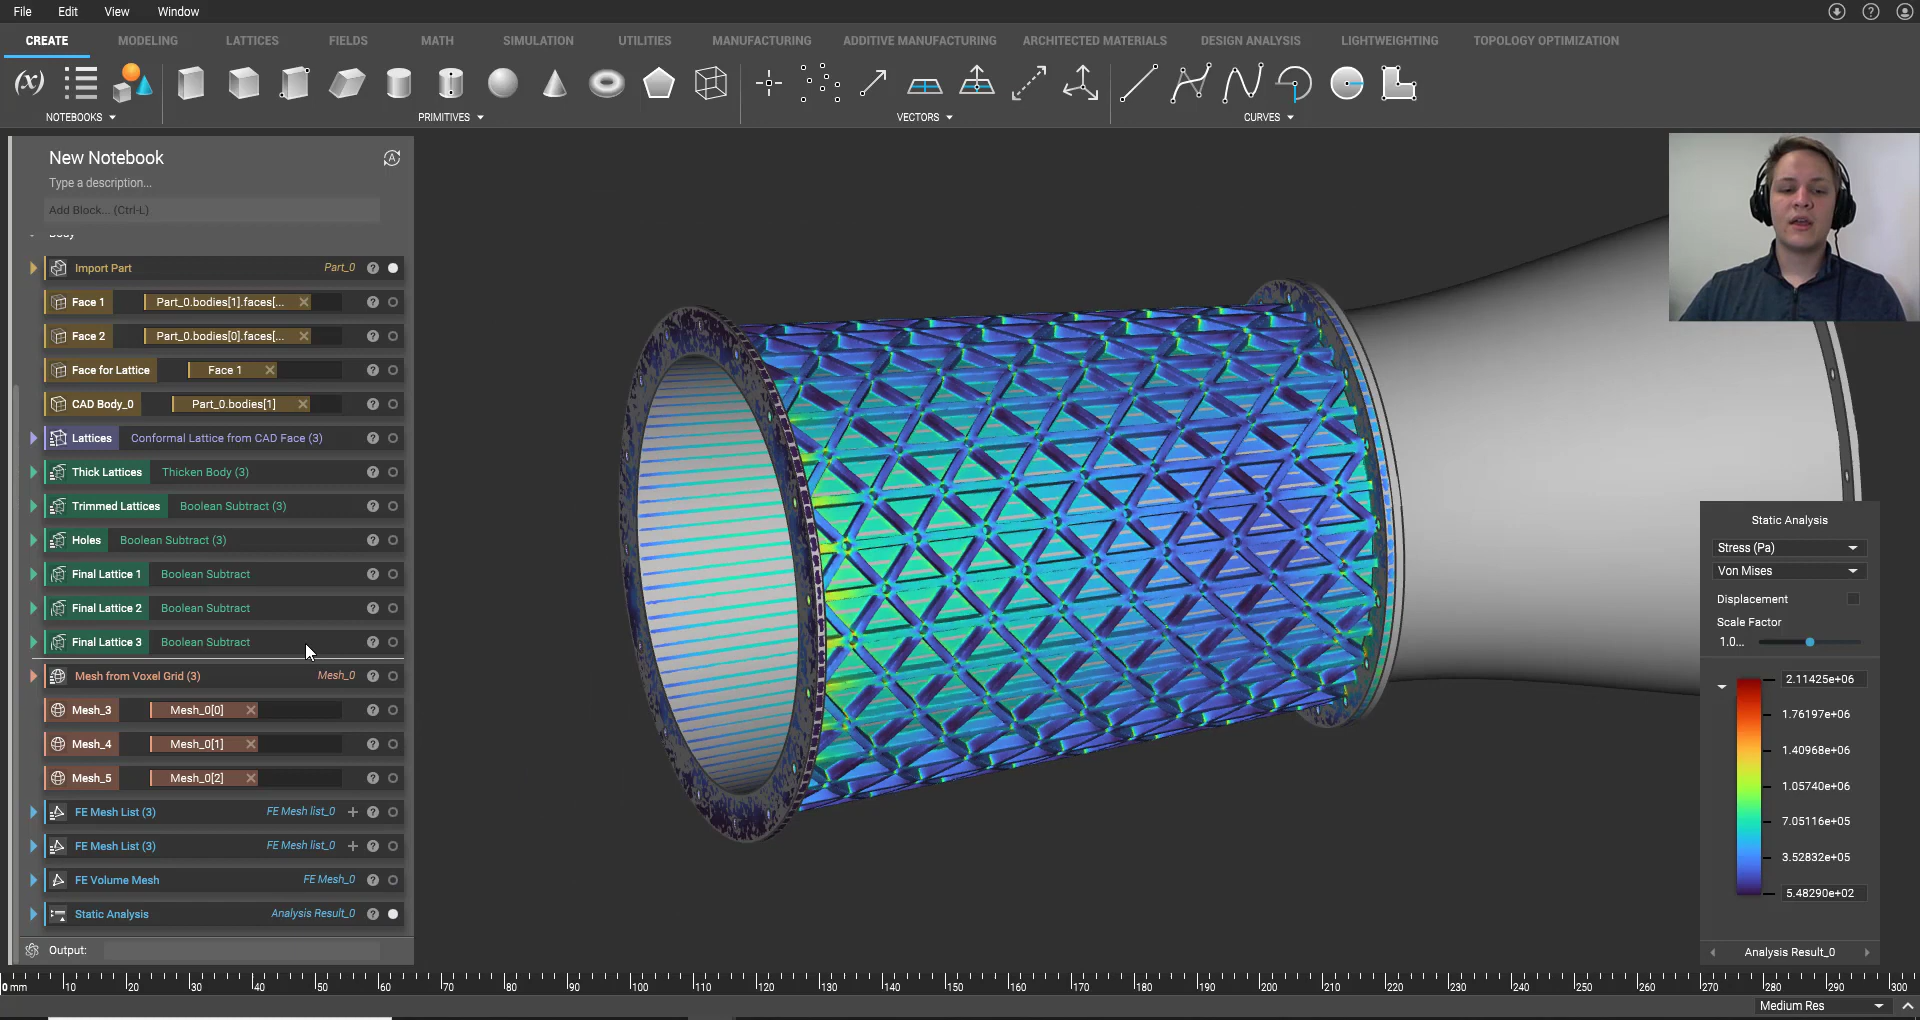 File Edit View Window
CREATE MODELING LATTICES FIELDS MATH SIMULATION UTILITIES MANUFACTURING ADDITIVE MANUFACTURING ARCHITECTED MATERIALS DESIGN ANALYSIS LIGHTWEIGHTING TOPOLOGY OPTIMIZATION
(x)
NOTEBOOKS PRIMITIVES VECTORS CURVES
New Notebook
Type a description...
Add Block... (Ctrl-L)
Body
Import Part Part_0
Face 1 Part_0.bodies[1].faces[...
Face 2 Part_0.bodies[0].faces[...
Face for Lattice Face 1
CAD Body_0 Part_0.bodies[1]
Lattices Conformal Lattice from CAD Face (3)
Thick Lattices Thicken Body (3)
Trimmed Lattices Boolean Subtract (3)
Holes Boolean Subtract (3)
Final Lattice 1 Boolean Subtract
Final Lattice 2 Boolean Subtract
Final Lattice 3 Boolean Subtract
Mesh from Voxel Grid (3) Mesh_0
Mesh_3 Mesh_0[0]
Mesh_4 Mesh_0[1]
Mesh_5 Mesh_0[2]
FE Mesh List (3) FE Mesh list_0
FE Mesh List (3) FE Mesh list_0
FE Volume Mesh FE Mesh_0
Static Analysis Analysis Result_0
Output:
Static Analysis
Stress (Pa)
Von Mises
Displacement
Scale Factor
1.0...
2.11425e+06
1.76197e+06
1.40968e+06
1.05740e+06
7.05116e+05
3.52832e+05
5.48290e+02
Analysis Result_0
0 mm 10 20 30 40 50 60 70 80 90 100 110 120 130 140 150 160 170 180 190 200 210 220 230 240 250 260 270 280 290 300
Medium Res